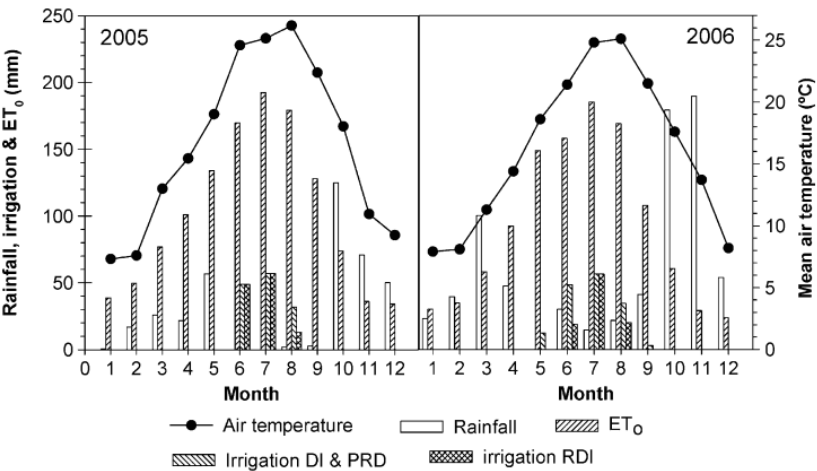 2005
2006
Rainfall, irrigation & ET₀ (mm)
250
200
150
100
50
0
25
20
15
10
5
0
Mean air temperature (ºC)
0 1 2 3 4 5 6 7 8 9 10 11 12
1 2 3 4 5 6 7 8 9 10 11 12
Month
Month
Air temperature
Rainfall
ET₀
Irrigation DI & PRD
irrigation RDI